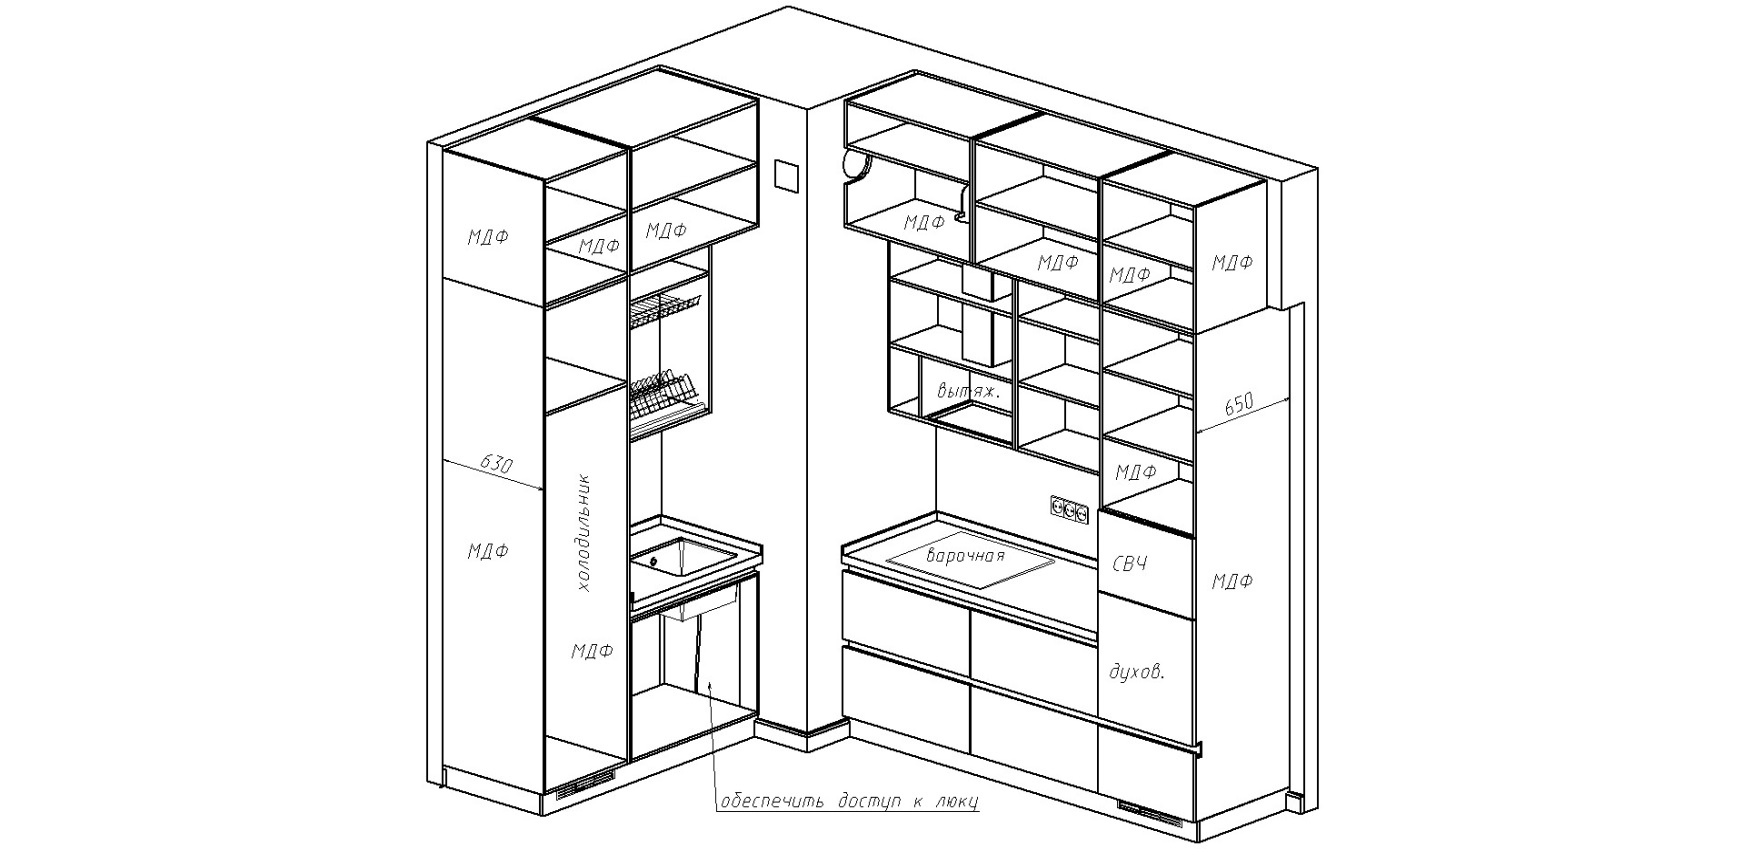 МДФ
МДФ
МДФ
630
холодильник
МДФ
МДФ
МДФ
МДФ
МДФ
МДФ
вытяж.
650
МДФ
варочная
СВЧ
МДФ
духов.
обеспечить доступ к люку